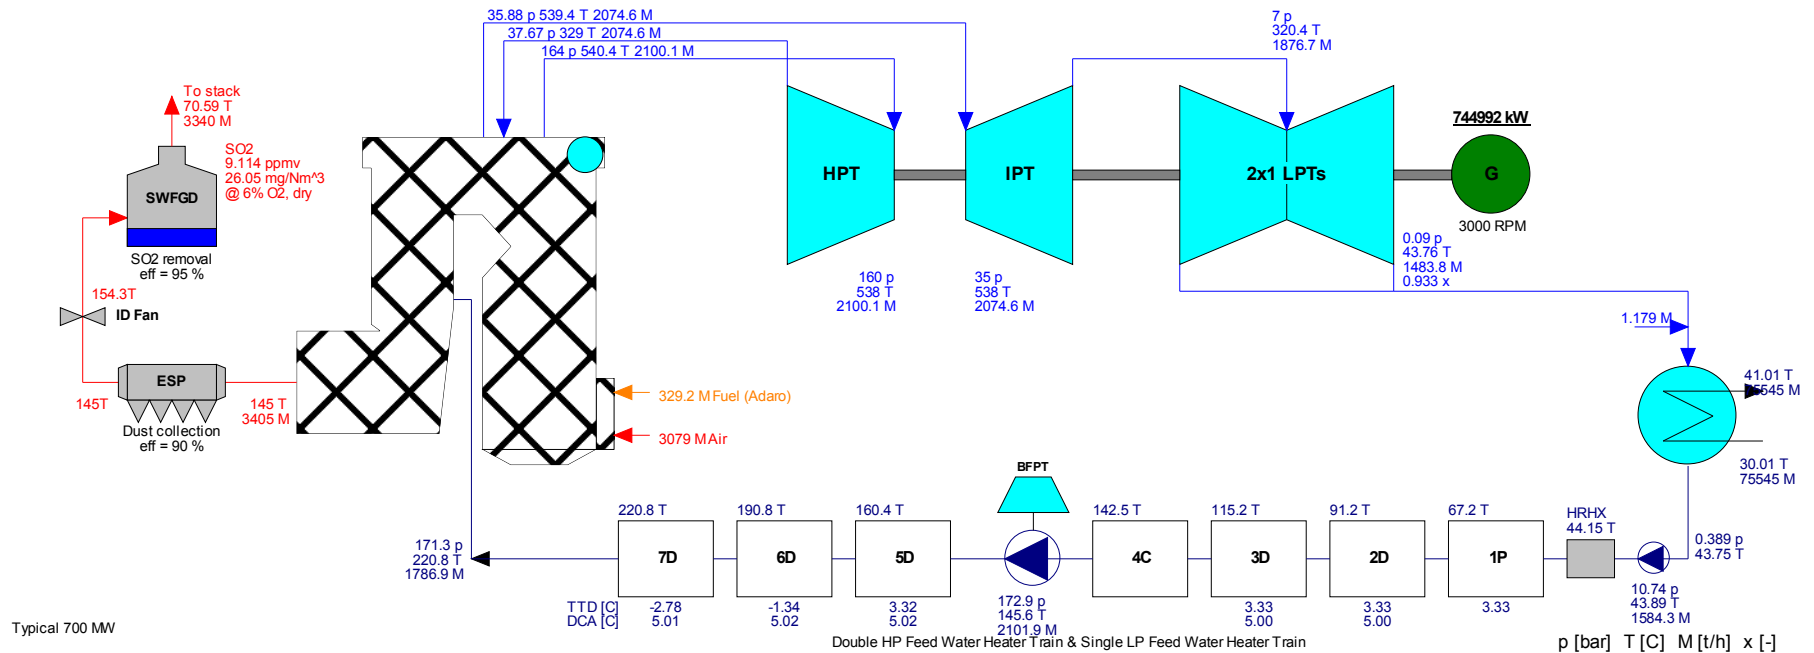 35.88 p 539.4 T 2074.6 M
37.67 p 329 T 2074.6 M
164 p 540.4 T 2100.1 M
7 p
320.4 T
1876.7 M
To stack
70.59 T
3340 M
SO2
9.114 ppmv
26.05 mg/Nm^3
@ 6% O2, dry
SWFGD
SO2 removal
eff = 95 %
154.3T
ID Fan
ESP
145T
Dust collection
eff = 90 %
145 T
3405 M
329.2 M Fuel (Adaro)
3079 M Air
HPT
IPT
2x1 LPTs
744992 kW
G
3000 RPM
160 p
538 T
2100.1 M
35 p
538 T
2074.6 M
0.09 p
43.76 T
1483.8 M
0.933 x
1.179 M
41.01 T
75545 M
30.01 T
75545 M
0.389 p
43.75 T
HRHX
44.15 T
10.74 p
43.89 T
1584.3 M
BFPT
220.8 T
190.8 T
160.4 T
142.5 T
115.2 T
91.2 T
67.2 T
7D
6D
5D
4C
3D
2D
1P
171.3 p
220.8 T
1786.9 M
TTD [C] -2.78 -1.34 3.32 3.33 3.33 3.33
DCA [C] 5.01 5.02 5.02 5.00 5.00
172.9 p
145.6 T
2101.9 M
Typical 700 MW
Double HP Feed Water Heater Train & Single LP Feed Water Heater Train
p [bar] T [C] M [t/h] x [-]